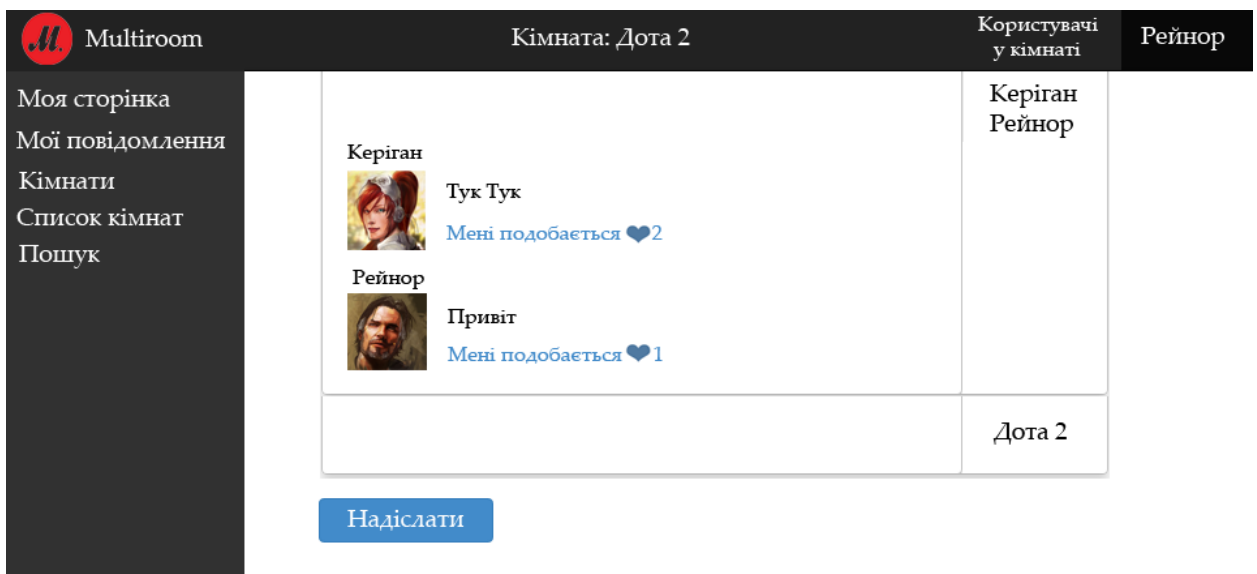 M.
Multiroom
Кімната: Дота 2
Користувачі
у кімнаті
Рейнор
Моя сторінка
Мої повідомлення
Кімнати
Список кімнат
Пошук
Керіган
Тук Тук
Мені подобається ❤2
Рейнор
Привіт
Мені подобається ❤1
Керіган
Рейнор
Дота 2
Надіслати